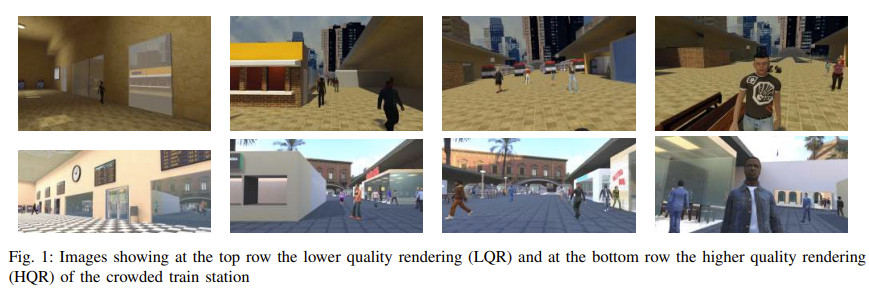 Fig. 1: Images showing at the top row the lower quality rendering (LQR) and at the bottom row the higher quality rendering
(HQR) of the crowded train station